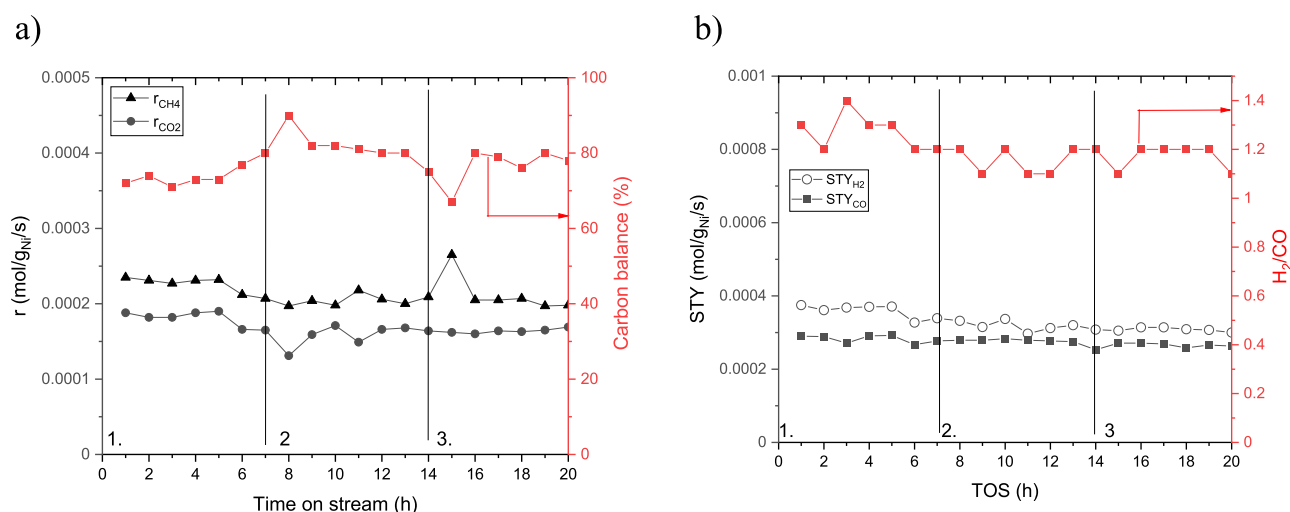 a)
0.0005
0.0004
0.0003
0.0002
0.0001
0
r (mol/gNi/s)
rCH4
rCO2
100
80
60
40
20
0
Carbon balance (%)
1.
2
3.
0 2 4 6 8 10 12 14 16 18 20
Time on stream (h)
b)
0.001
0.0008
0.0006
0.0004
0.0002
0
STY (mol/gNi/s)
STYH2
STYCO
1.4
1.2
1
0.8
0.6
0.4
0.2
0
H2/CO
1.
2.
3
0 2 4 6 8 10 12 14 16 18 20
TOS (h)